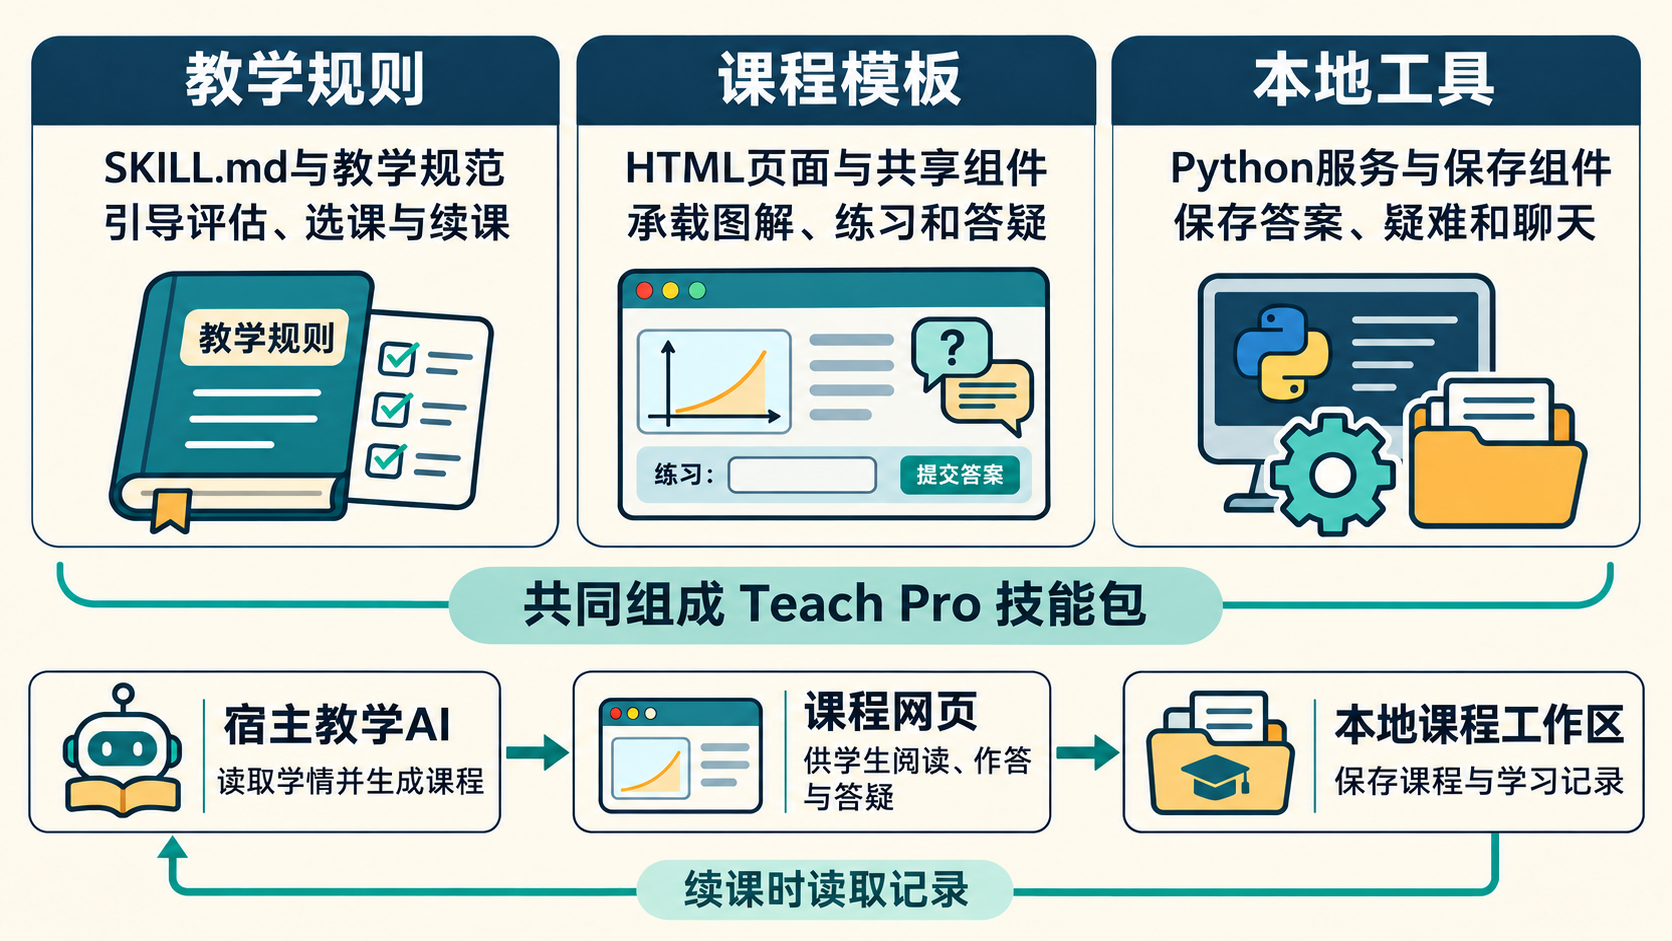 教学规则
SKILL.md与教学规范
引导评估、选课与续课
教学规则
课程模板
HTML页面与共享组件
承载图解、练习和答疑
?
练习：
提交答案
本地工具
Python服务与保存组件
保存答案、疑难和聊天
共同组成 Teach Pro 技能包
宿主教学AI
读取学情并生成课程
课程网页
供学生阅读、作答
与答疑
本地课程工作区
保存课程与学习记录
续课时读取记录